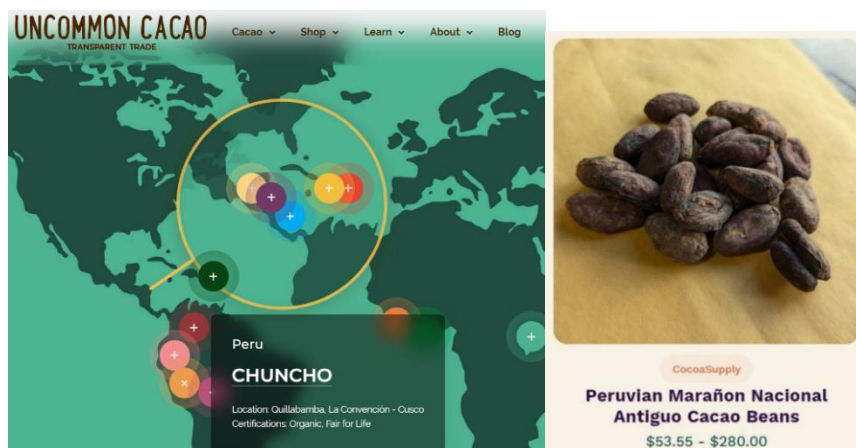 UNCOMMON CACAO
TRANSPARENT TRADE
Cacao
Shop
Learn
About
Blog
Peru
CHUNCHO
Location: Quillabamba, La Convención - Cusco
Certifications: Organic, Fair for Life
CocoaSupply
Peruvian Marañon Nacional
Antiguo Cacao Beans
$53.55 - $280.00